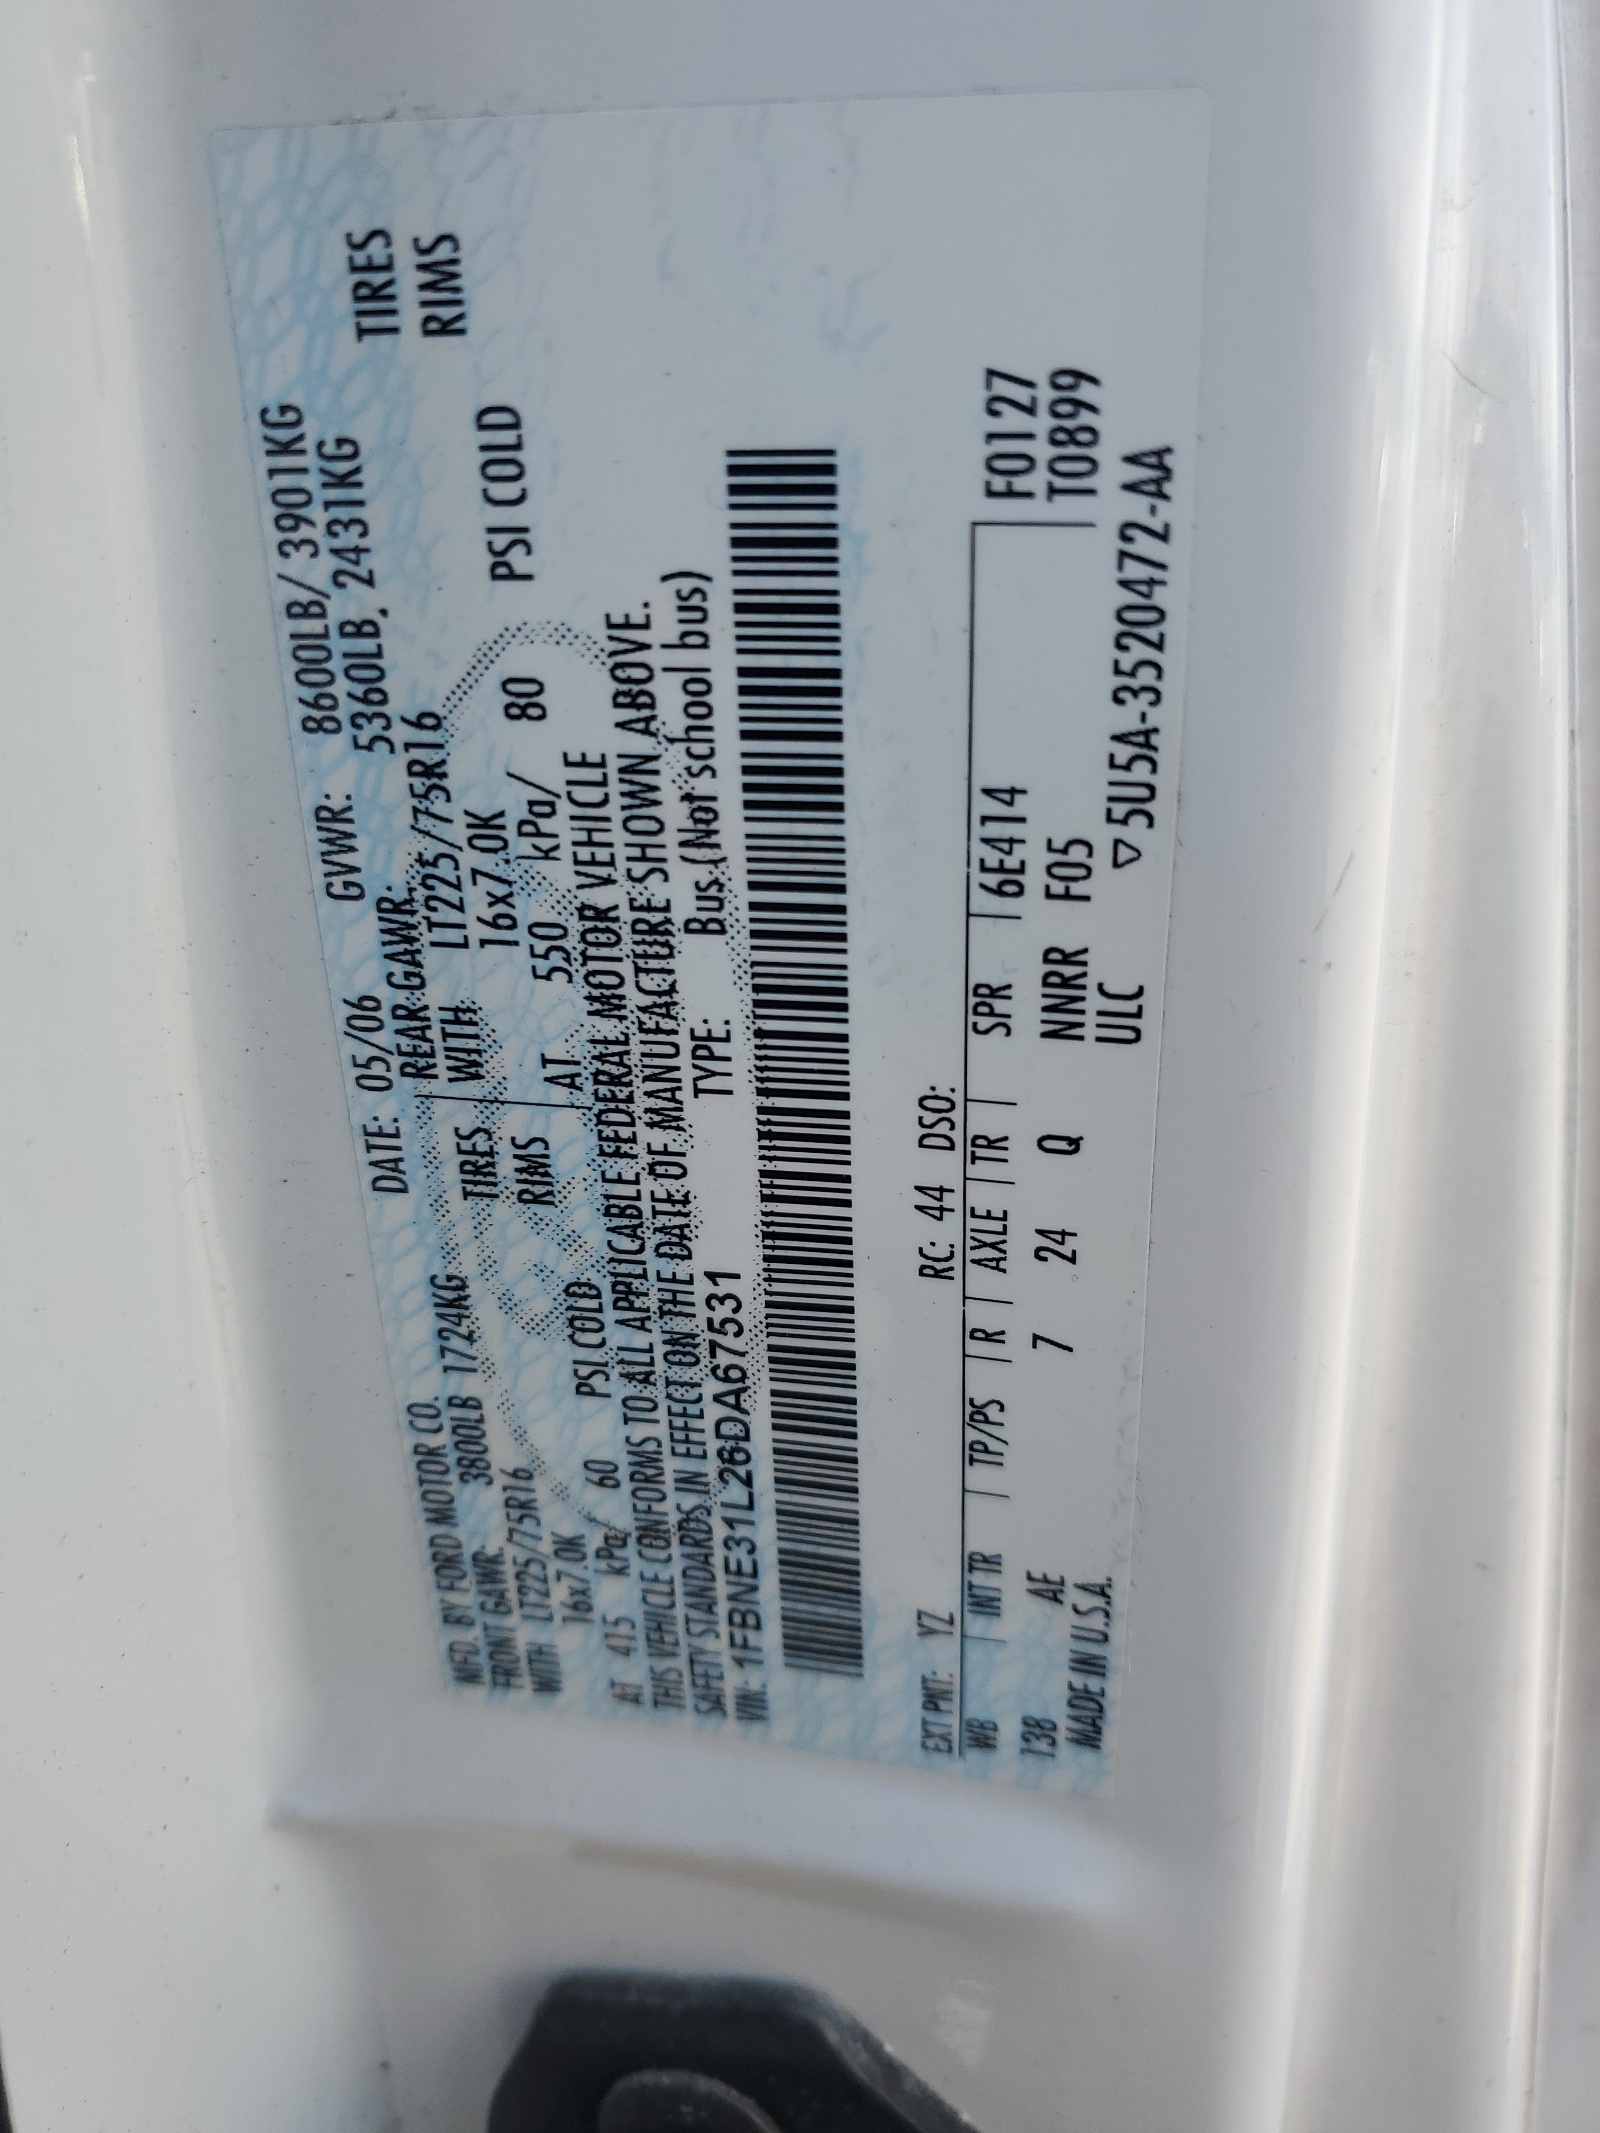 MFD. BY FORD MOTOR CO. DATE: 05/06 GVWR: 8600LB/ 3901KG
FRONT GAWR: 3800LB 1724KG REAR GAWR: 5360LB, 2431KG
WITH LT225/75R16 TIRES WITH LT225/75R16 TIRES
16x7.0K RIMS 16x7.0K RIMS
AT 415 kPa/ 60 PSI COLD AT 550 kPa/ 80 PSI COLD
THIS VEHICLE CONFORMS TO ALL APPLICABLE FEDERAL MOTOR VEHICLE
SAFETY STANDARDS IN EFFECT ON THE DATE OF MANUFACTURE SHOWN ABOVE.
VIN: 1FBNE31L26DA67531 TYPE: Bus (Not school bus)
EXT PNT: YZ RC: 44 DSO:
WB | INT TR | TP/PS | R | AXLE | TR | SPR | 6E414 F0127
138 AE 7 24 Q NNRR F05 T0899
MADE IN U.S.A. ULC ▽5U5A-3520472-AA